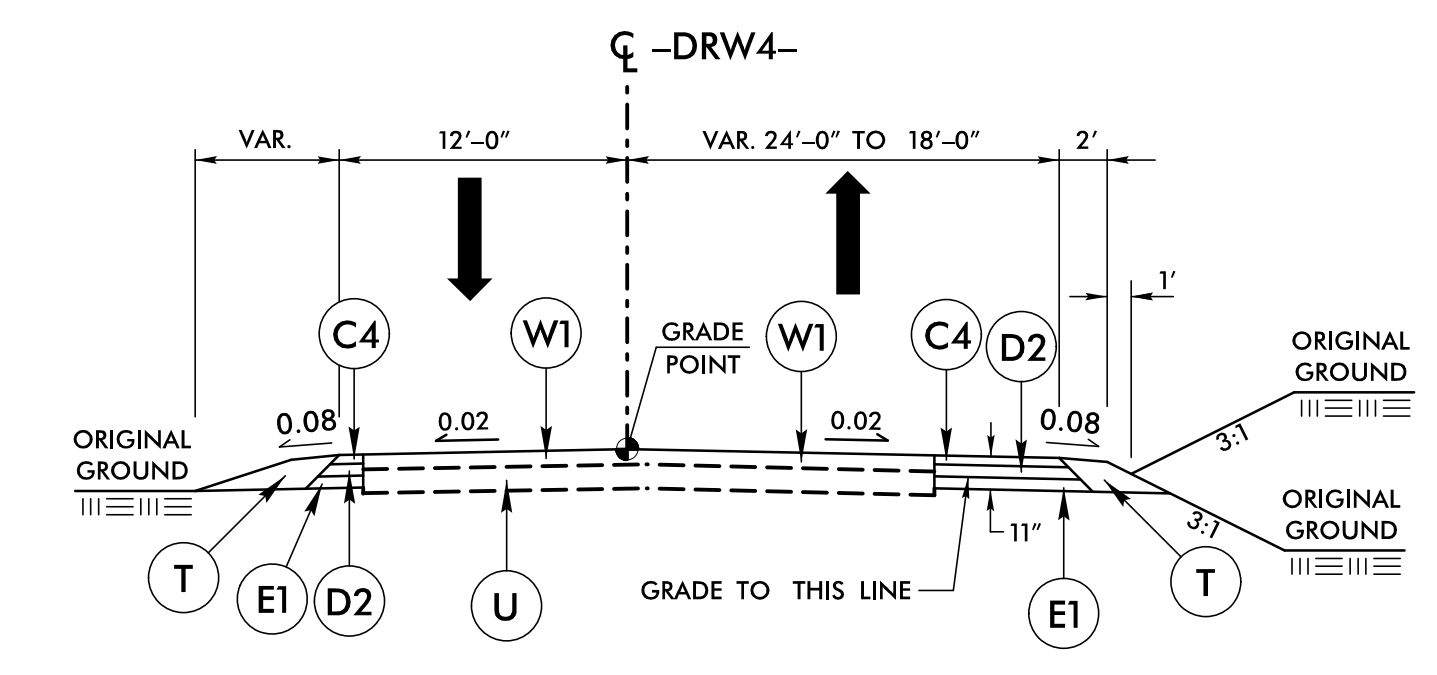 ℄ –DRW4–
VAR.
12'–0"
VAR. 24'–0" TO 18'–0"
2'
1'
C4
W1
GRADE
POINT
W1
C4
D2
ORIGINAL
GROUND
0.08
0.02
0.02
0.08
3:1
ORIGINAL
GROUND
ORIGINAL
GROUND
3:1
11"
T
E1
D2
U
GRADE TO THIS LINE
E1
T